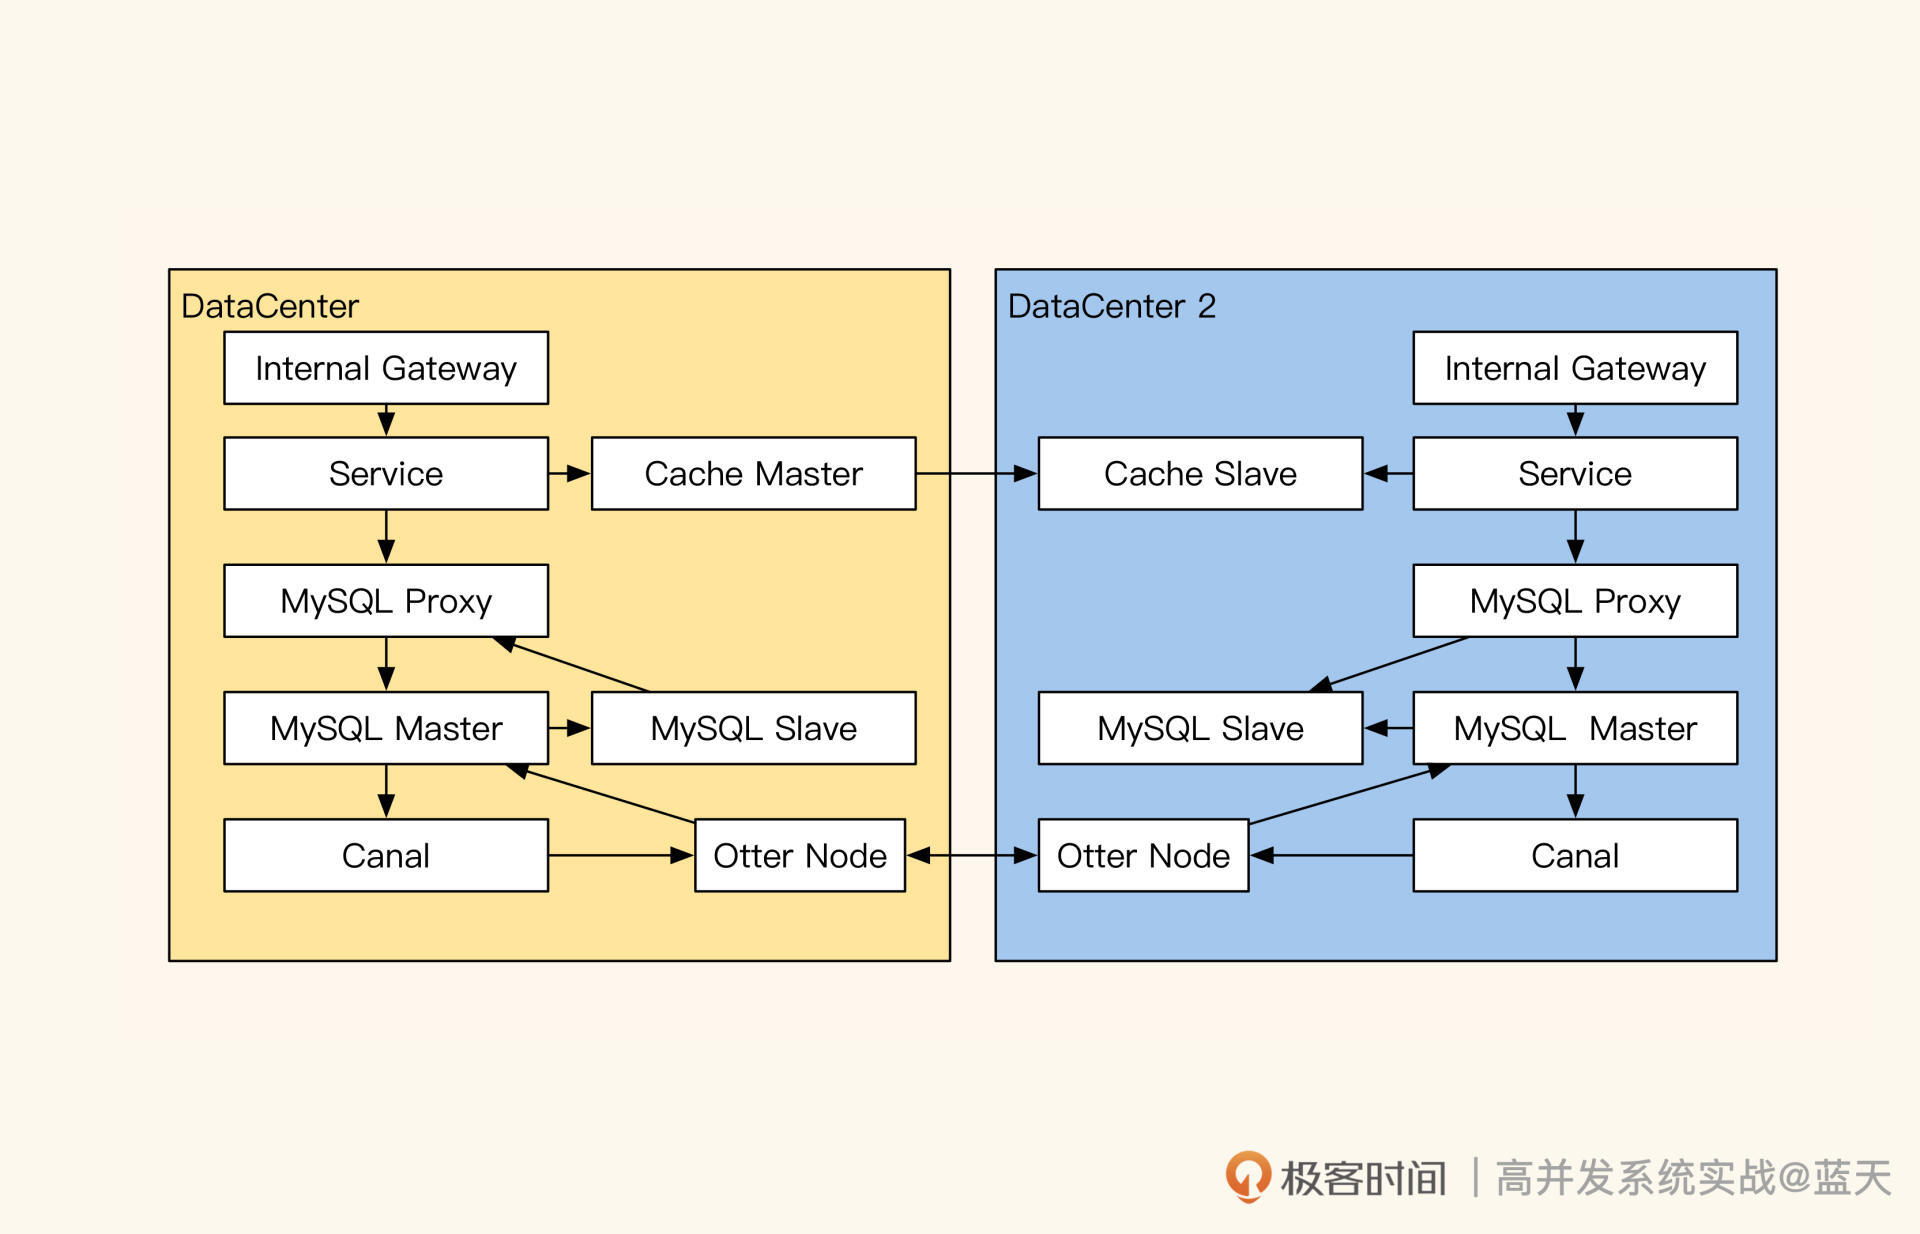 DataCenter
Internal Gateway
Service
Cache Master
MySQL Proxy
MySQL Master
MySQL Slave
Canal
Otter Node
DataCenter 2
Internal Gateway
Cache Slave
Service
MySQL Proxy
MySQL Slave
MySQL Master
Otter Node
Canal
极客时间 | 高并发系统实战@蓝天